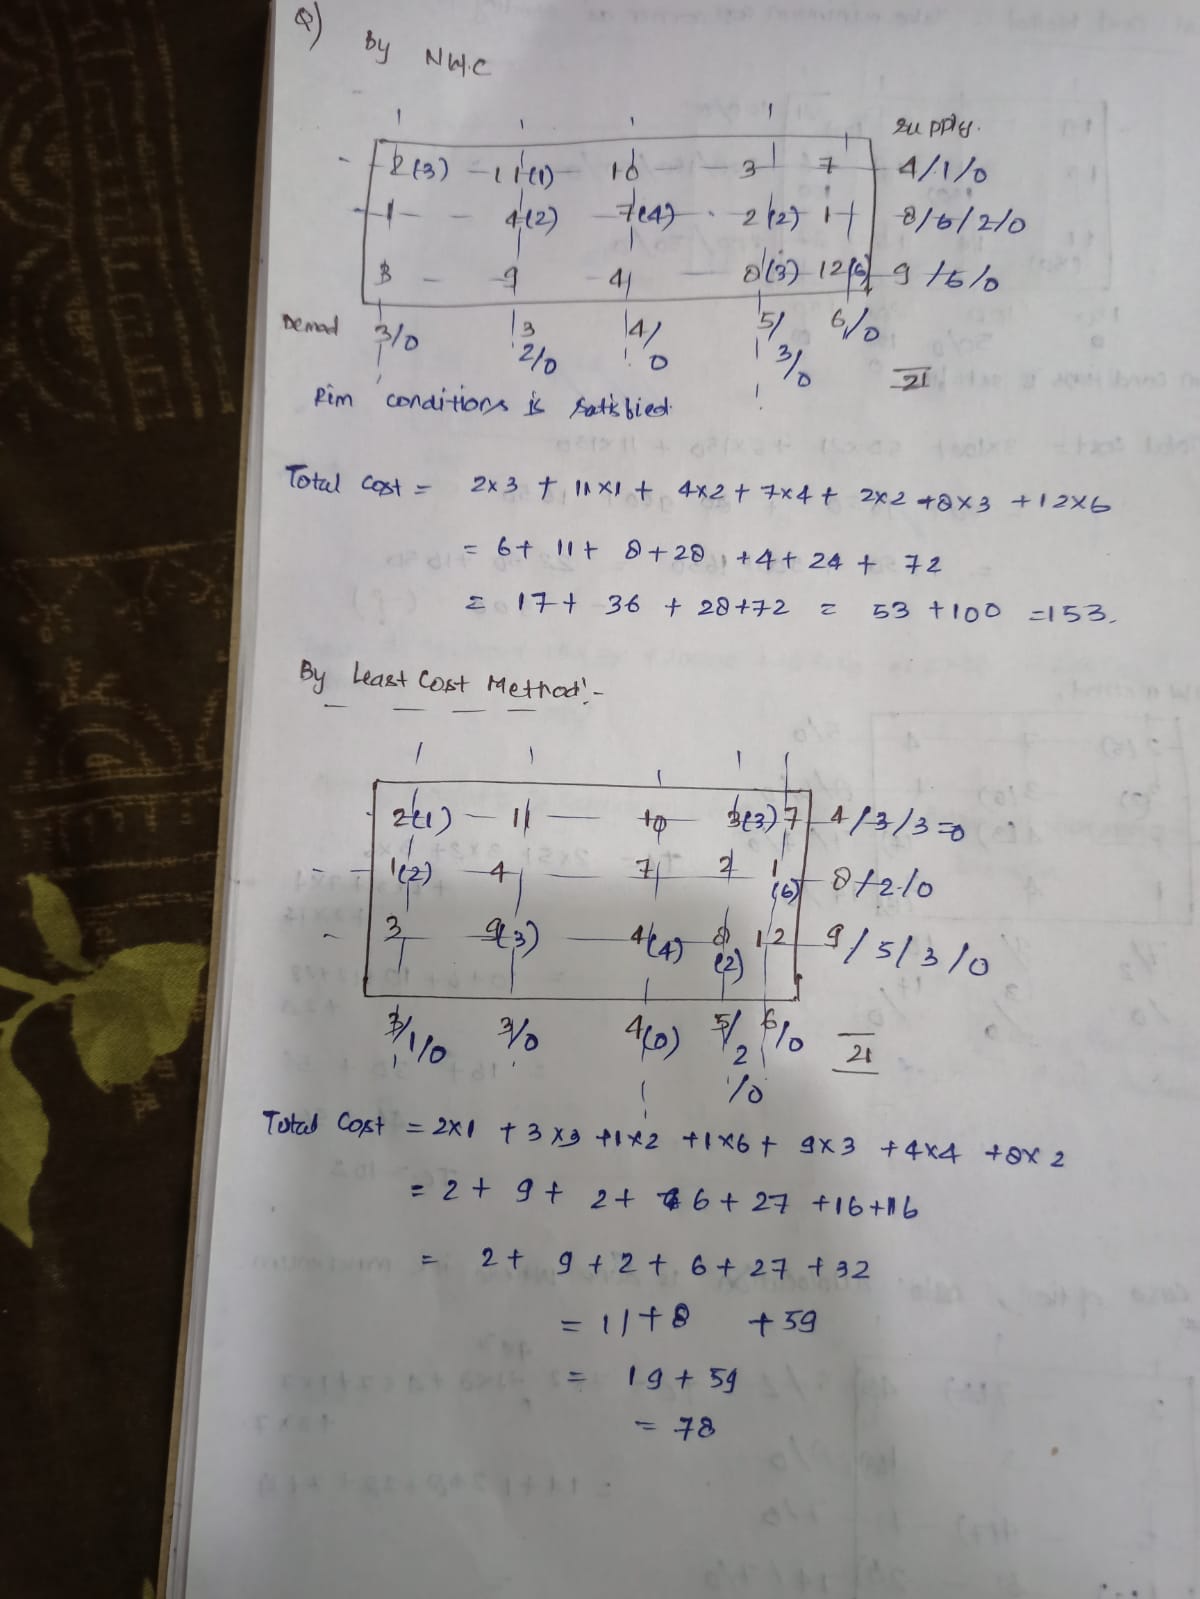 Q)
By NW.C
supply.
2(3) 11(1) 10 3 7 4/1/0
1 4(2) 7(4) 2(2) 1 8/6/2/0
3 9 4 8(3) 12(6) 9/6/0
Demad 3/0 3 4/ 5/ 6/0
2/0 0 3/0 21
Rim conditions is satisfied.
Total cost = 2x3 + 11x1 + 4x2 + 7x4 + 2x2 + 8x3 + 12x6
= 6+ 11+ 8+28 +4+ 24 + 72
= 17+ 36 + 28+72 = 53 +100 =153.
By Least Cost Method:-
2(1) 11 10 3(3) 7 4/3/3=0
1(2) 4 7 2 1 (6) 8/2/0
3 9(3) 4(4) 8 (2) 12 9/5/3/0
3/1/0 3/0 4(0) 5/2 6/0 21
/0
Total Cost = 2x1 + 3x3 +1x2 +1x6 + 9x3 +4x4 +8x2
= 2 + 9 + 2 + 6 + 27 +16+16
= 2 + 9 + 2 + 6 + 27 + 32
= 11+8 +59
= 19 + 59
= 78